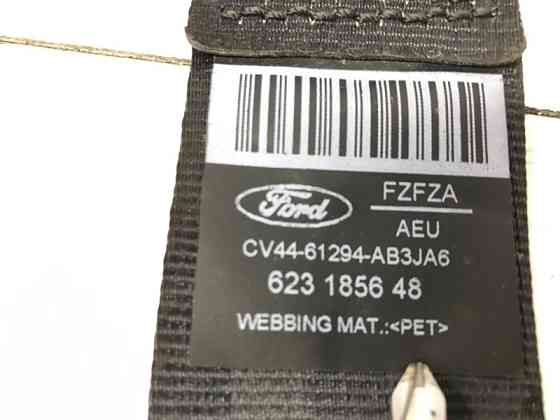 Ford
FZFZA
AEU
CV44-61294-AB3JA6
623 1856 48
WEBBING MAT.:<PET>